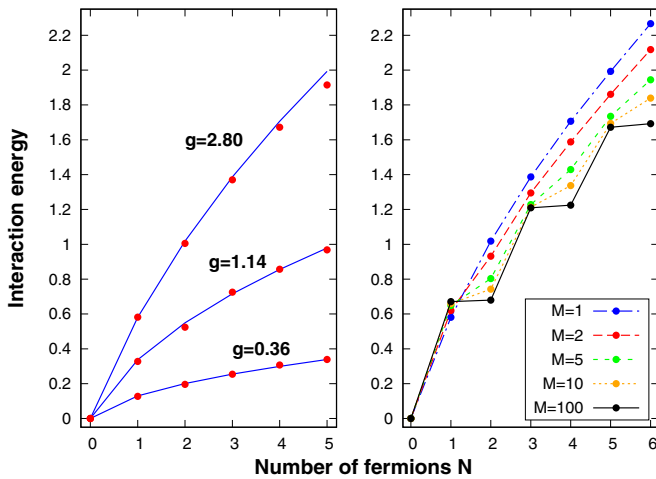 Interaction energy
2.2
2
1.8
1.6
1.4
1.2
1
0.8
0.6
0.4
0.2
0
g=2.80
g=1.14
g=0.36
0 1 2 3 4 5
2.2
2
1.8
1.6
1.4
1.2
1
0.8
0.6
0.4
0.2
0
M=1
M=2
M=5
M=10
M=100
0 1 2 3 4 5 6
Number of fermions N